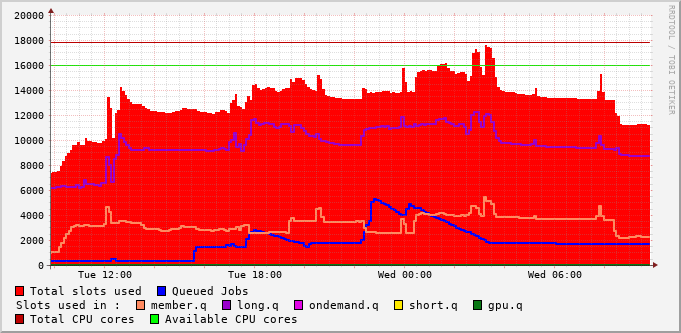 RRDTOOL / TOBI OETIKER
20000
18000
16000
14000
12000
10000
8000
6000
4000
2000
0
Tue 12:00 Tue 18:00 Wed 00:00 Wed 06:00
Total slots used Queued Jobs
Slots used in : member.q long.q ondemand.q short.q gpu.q
Total CPU cores Available CPU cores